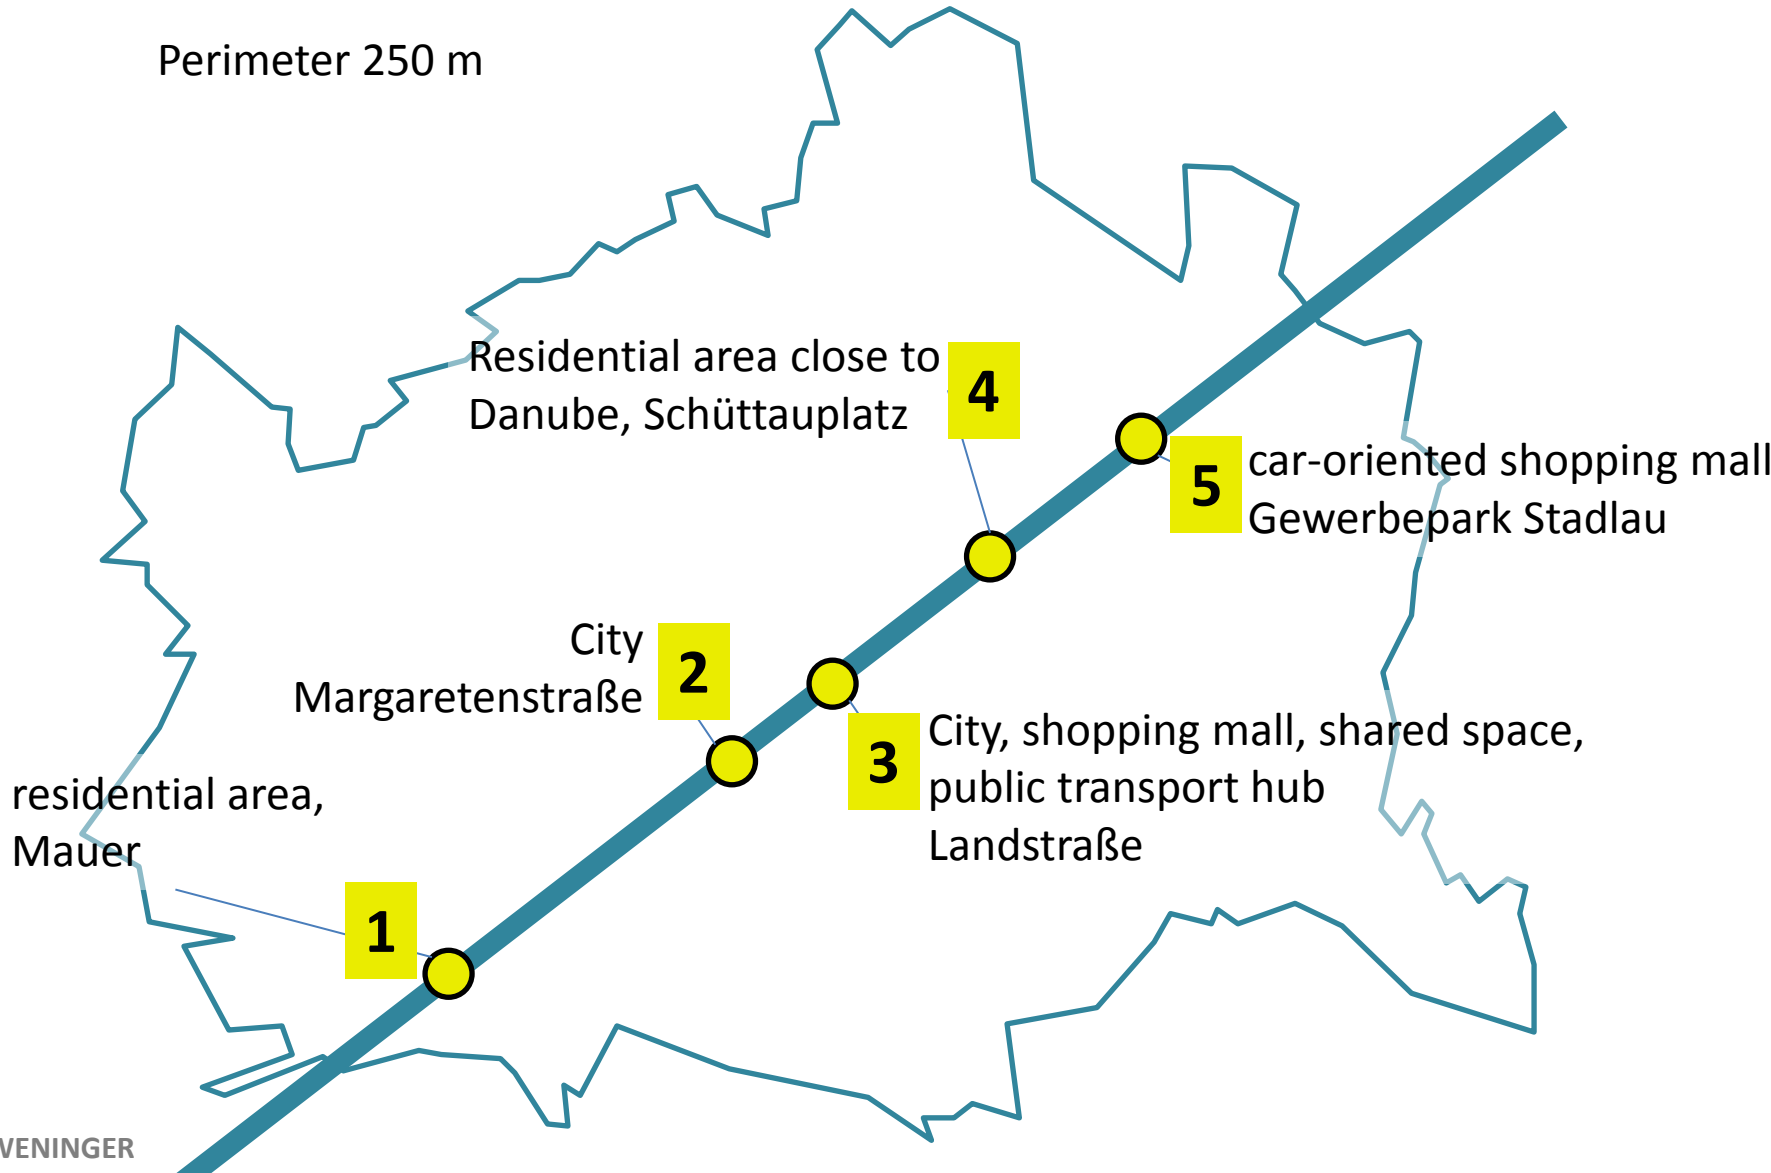 Perimeter 250 m
Residential area close to
Danube, Schüttauplatz
4
5
car-oriented shopping mall
Gewerbepark Stadlau
City
Margaretenstraße
2
3
City, shopping mall, shared space,
public transport hub
Landstraße
residential area,
Mauer
1
WENINGER